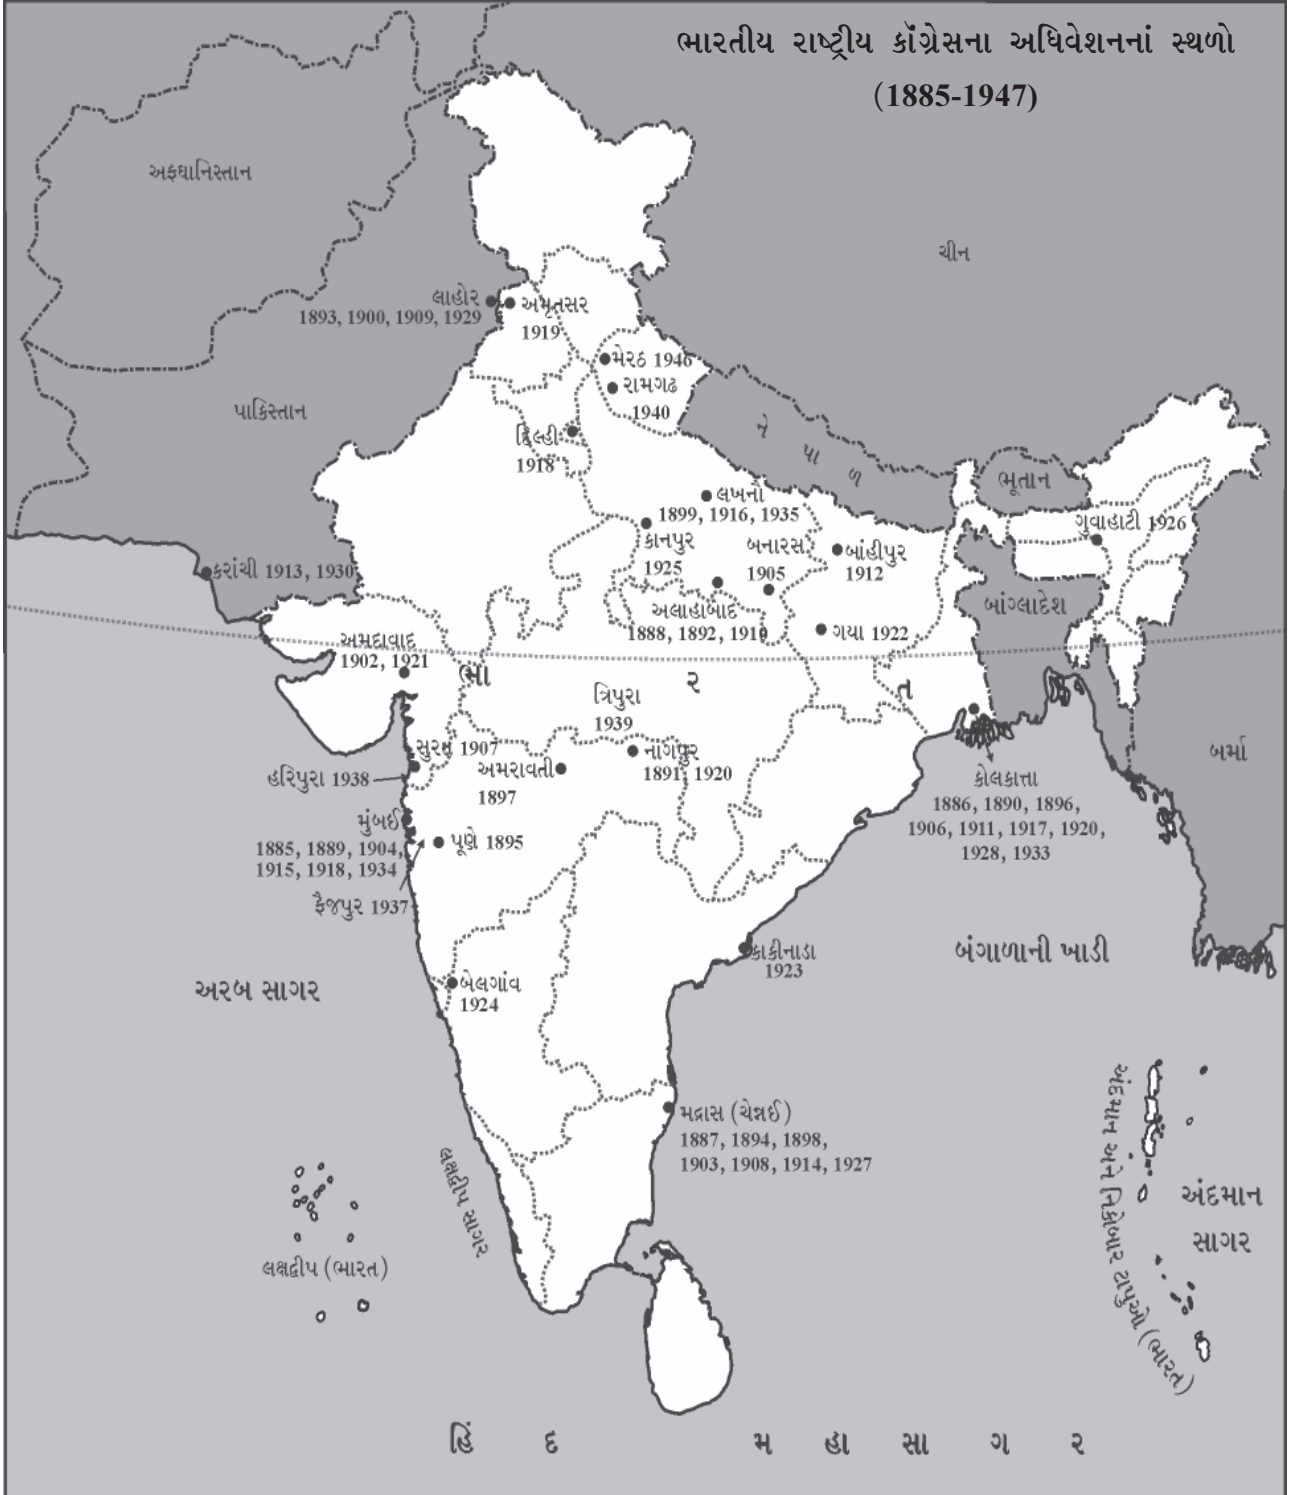 ભારતીય રાષ્ટ્રીય કૉંગ્રેસના અધિવેશનનાં સ્થળો
(1885-1947)
અફઘાનિસ્તાન
ચીન
લાહોર
1893, 1900, 1909, 1929
અમૃતસર
1919
મેરઠ 1946
રામગઢ
1940
પાકિસ્તાન
દિલ્હી
1918
નેપાળ
ભૂતાન
લખનૌ
1899, 1916, 1935
ગુવાહાટી 1926
કાનપુર
1925
બનારસ
1905
બાંહીપુર
1912
કરાંચી 1913, 1930
અલાહાબાદ
1888, 1892, 1910
બાંગ્લાદેશ
ગયા 1922
અમદાવાદ
1902, 1921
ભારત
ત્રિપુરા
1939
સુરત 1907
નાગપુર
1891, 1920
અમરાવતી
1897
હરિપુરા 1938
બર્મા
કોલકાત્તા
1886, 1890, 1896,
1906, 1911, 1917, 1920,
1928, 1933
મુંબઈ
1885, 1889, 1904,
1915, 1918, 1934
પૂણે 1895
ફૈજપુર 1937
કાકીનાડા
1923
બંગાળાની ખાડી
અરબ સાગર
બેલગાંવ
1924
મદ્રાસ (ચેન્નઈ)
1887, 1894, 1898,
1903, 1908, 1914, 1927
લક્ષદ્વીપ સાગર
અંદમાન અને નિકોબાર ટાપુઓ (ભારત)
અંદમાન
સાગર
લક્ષદ્વીપ (ભારત)
હિંદ મહાસાગર